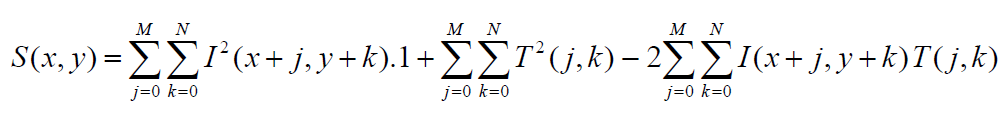 S(x, y) = \sum_{j=0}^{M} \sum_{k=0}^{N} I^2(x + j, y + k).1 + \sum_{j=0}^{M} \sum_{k=0}^{N} T^2(j, k) − 2 \sum_{j=0}^{M} \sum_{k=0}^{N} I(x + j, y + k) T(j, k)